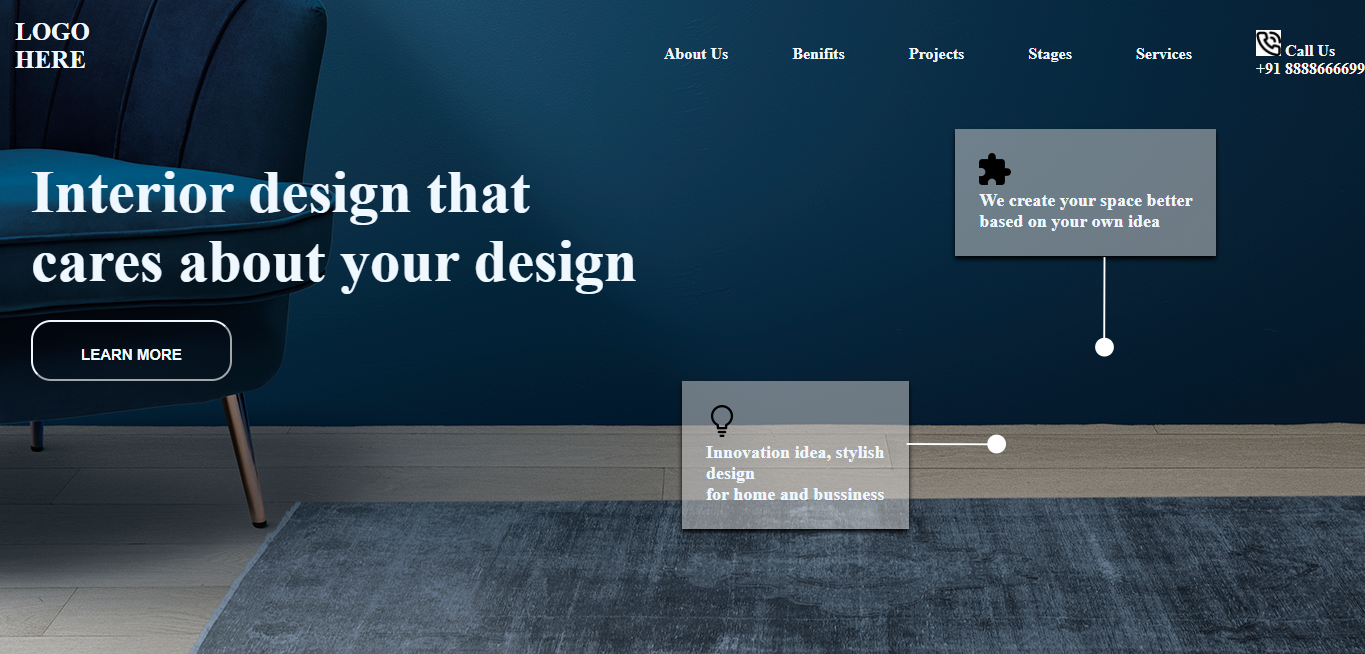 LOGO
HERE
About Us
Benifits
Projects
Stages
Services
Call Us
+91 8888666699
We create your space better
based on your own idea
Interior design that
cares about your design
LEARN MORE
Innovation idea, stylish
design
for home and bussiness